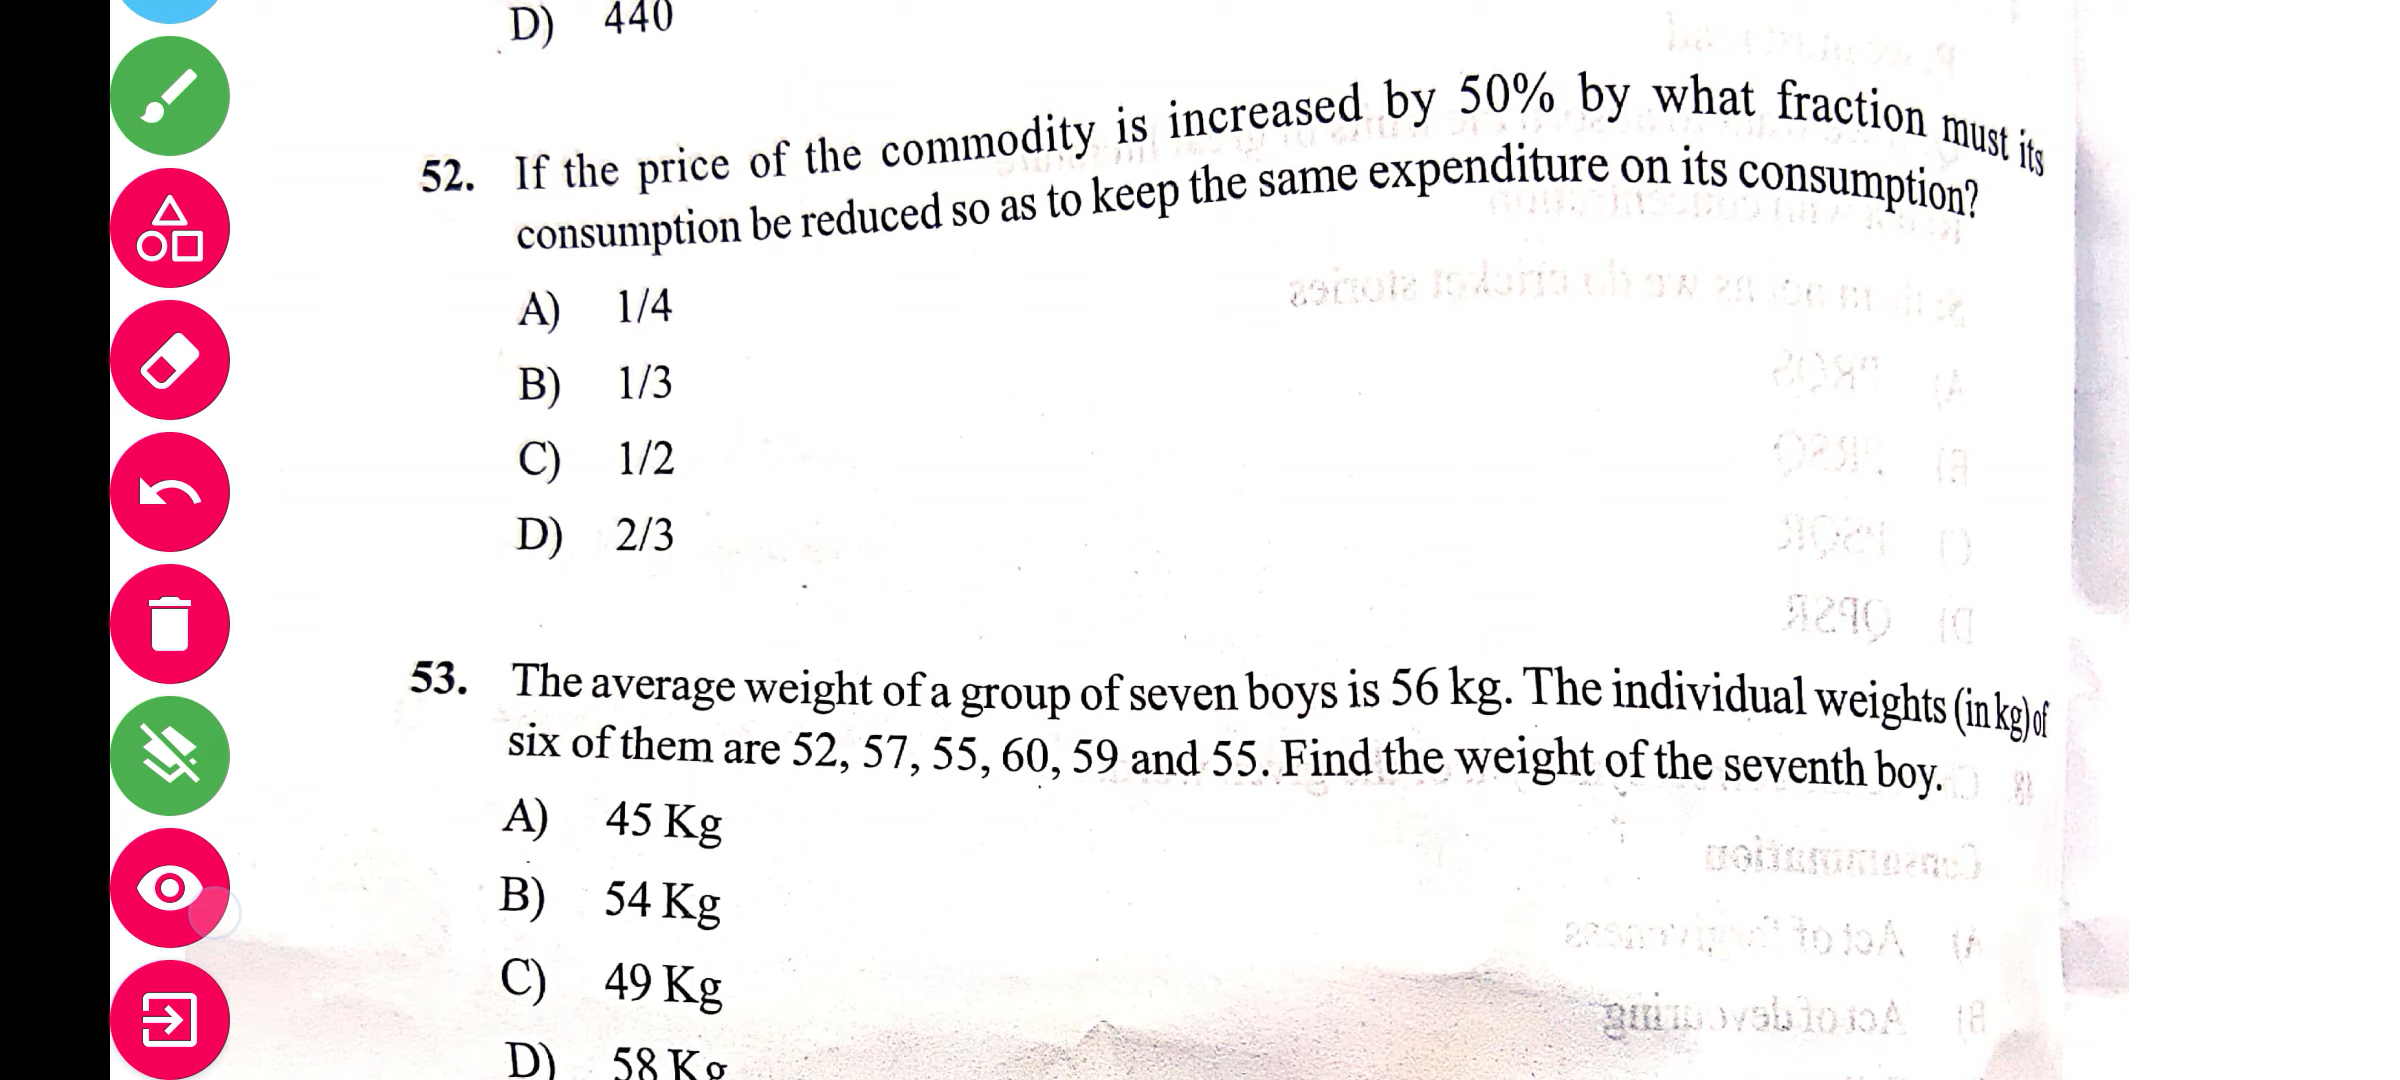 D) 440
52. If the price of the commodity is increased by 50% by what fraction must its
consumption be reduced so as to keep the same expenditure on its consumption?
A) 1/4
B) 1/3
C) 1/2
D) 2/3
53. The average weight of a group of seven boys is 56 kg. The individual weights (in kg) of
six of them are 52, 57, 55, 60, 59 and 55. Find the weight of the seventh boy.
A) 45 Kg
B) 54 Kg
C) 49 Kg
D) 58 Kg